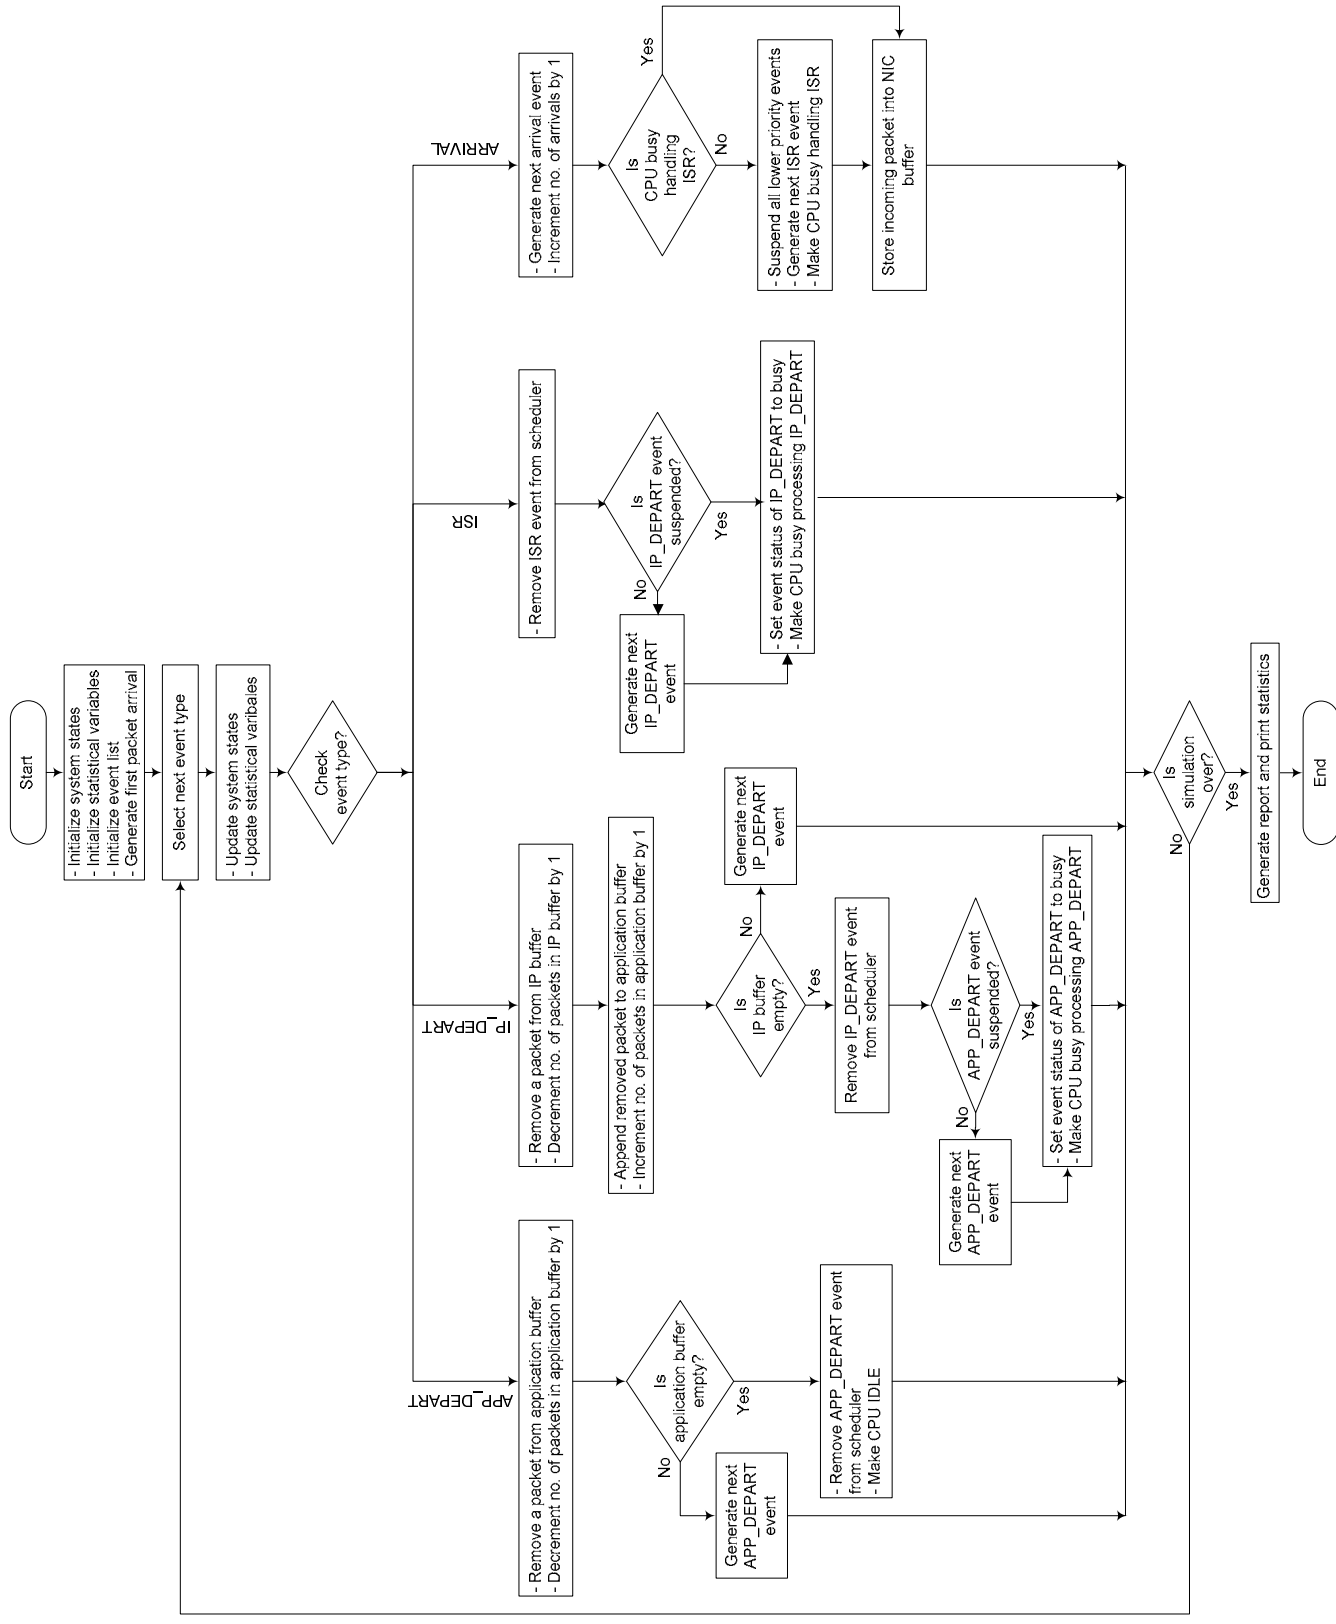 Start
- Initialize system states
- Initialize statistical variables
- Initialize event list
- Generate first packet arrival
Select next event type
- Update system states
- Update statistical varibales
Check
event type?
APP_DEPART
- Remove a packet from application buffer
- Decrement no. of packets in application buffer by 1
Is
application buffer
empty?
No
Generate next
APP_DEPART
event
Yes
- Remove APP_DEPART event
from scheduler
- Make CPU IDLE
IP_DEPART
- Remove a packet from IP buffer
- Decrement no. of packets in IP buffer by 1
- Append removed packet to application buffer
- Increment no. of packets in application buffer by 1
Is
IP buffer
empty?
No
Generate next
IP_DEPART
event
Yes
Remove IP_DEPART event
from scheduler
Is
APP_DEPART event
suspended?
No
Generate next
APP_DEPART
event
Yes
- Set event status of APP_DEPART to busy
- Make CPU busy processing APP_DEPART
ISR
- Remove ISR event from scheduler
Is
IP_DEPART event
suspended?
No
Generate next
IP_DEPART
event
Yes
- Set event status of IP_DEPART to busy
- Make CPU busy processing IP_DEPART
ARRIVAL
- Generate next arrival event
- Increment no. of arrivals by 1
Is
CPU busy
handling
ISR?
Yes
No
- Suspend all lower priority events
- Generate next ISR event
- Make CPU busy handling ISR
Store incoming packet into NIC
buffer
Is
simulation
over?
No
Yes
Generate report and print statistics
End